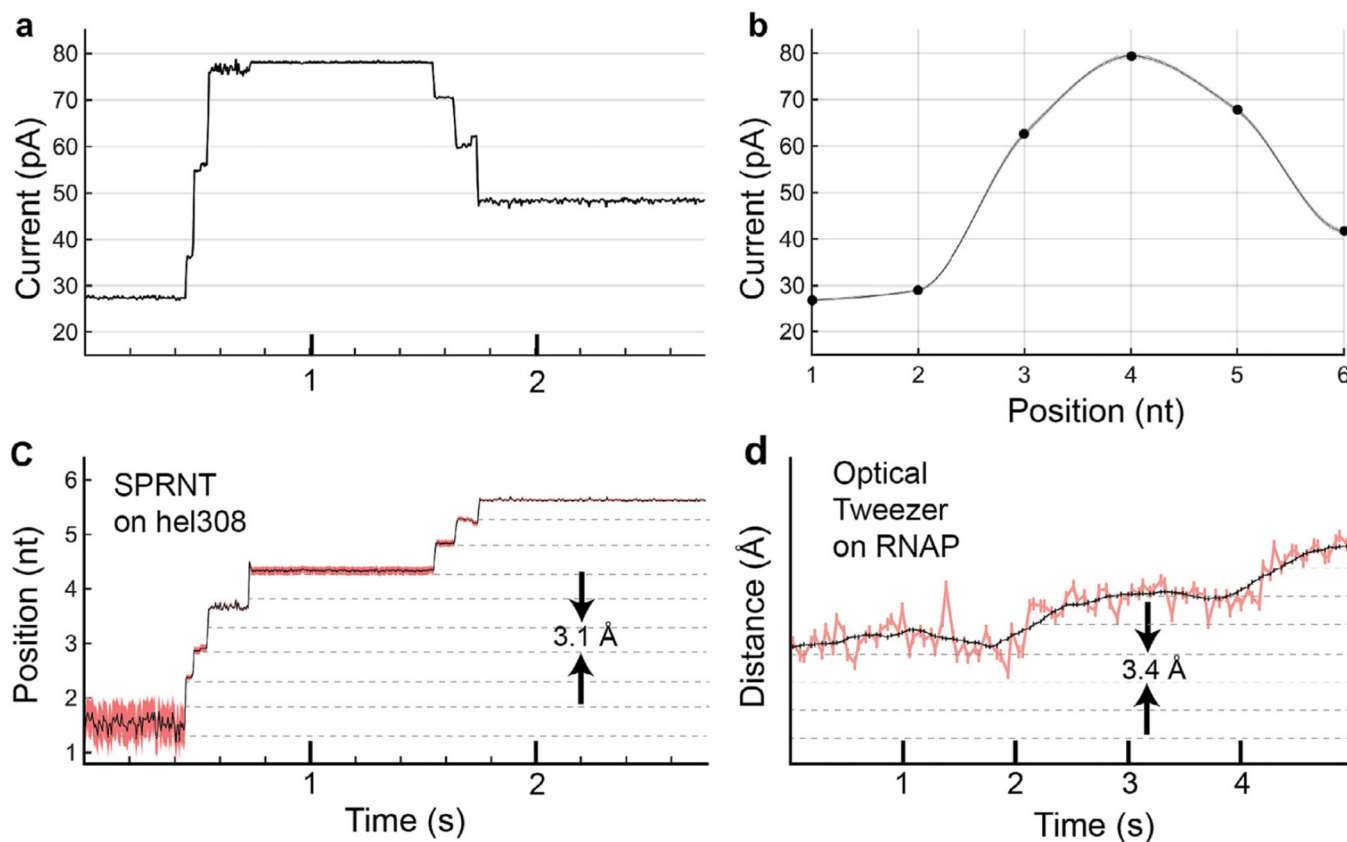 a
Current (pA)
80
70
60
50
40
30
20
1
2
b
Current (pA)
80
70
60
50
40
30
20
1
2
3
4
5
6
Position (nt)
c
SPRNT
on hel308
Position (nt)
6
5
4
3
2
1
3.1 Å
1
2
Time (s)
d
Optical
Tweezer
on RNAP
Distance (Å)
3.4 Å
1
2
3
4
Time (s)